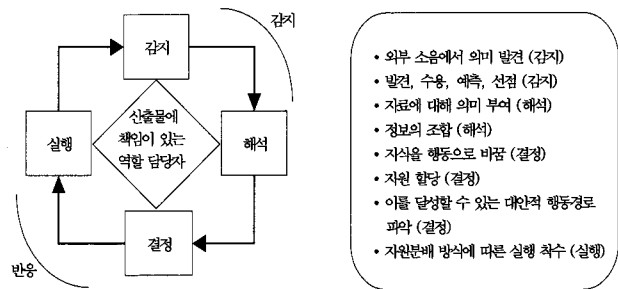 감지
감지
실행
산출물에
책임이 있는
역할 담당자
해석
결정
반응
• 외부 소음에서 의미 발견 (감지)
• 발견, 수용, 예측, 선점 (감지)
• 자료에 대해 의미 부여 (해석)
• 정보의 조합 (해석)
• 지식을 행동으로 바꿈 (결정)
• 자원 할당 (결정)
• 이를 달성할 수 있는 대안적 행동경로
파악 (결정)
• 자원분배 방식에 따른 실행 착수 (실행)